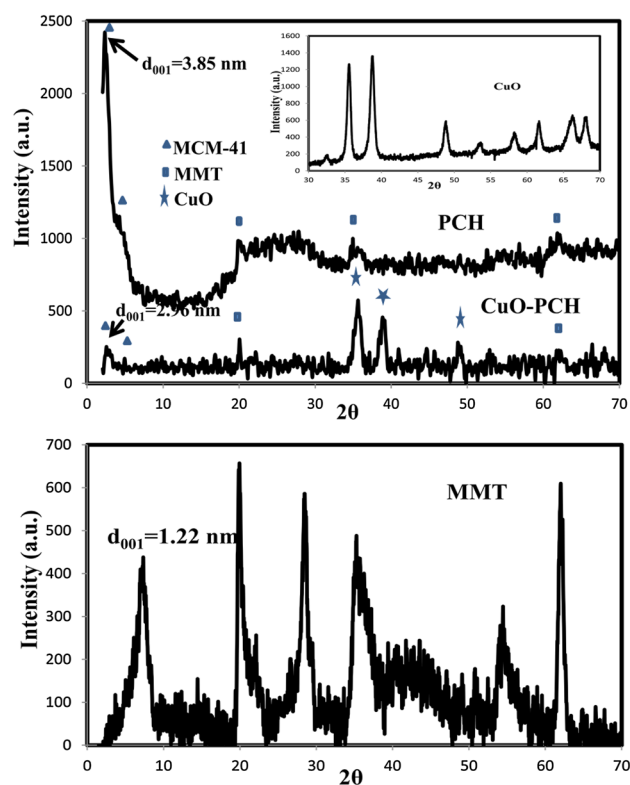 2500
2000
1500
1000
500
0
Intensity (a.u.)
d001=3.85 nm
MCM-41
MMT
CuO
1600
1400
1200
1000
800
600
400
200
0
Intensity(a.u.)
CuO
30 35 40 45 50 55 60 65 70
2θ
PCH
d001=2.96 nm
CuO-PCH
0 10 20 30 40 50 60 70
2θ
700
600
500
400
300
200
100
0
Intensity (a.u.)
MMT
d001=1.22 nm
0 10 20 30 40 50 60 70
2θ